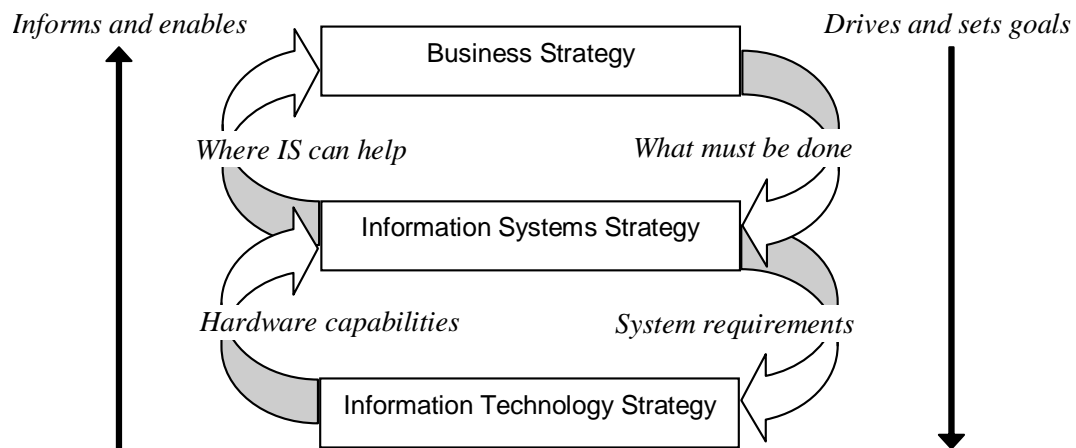 Informs and enables
Drives and sets goals
Business Strategy
Where IS can help
What must be done
Information Systems Strategy
Hardware capabilities
System requirements
Information Technology Strategy